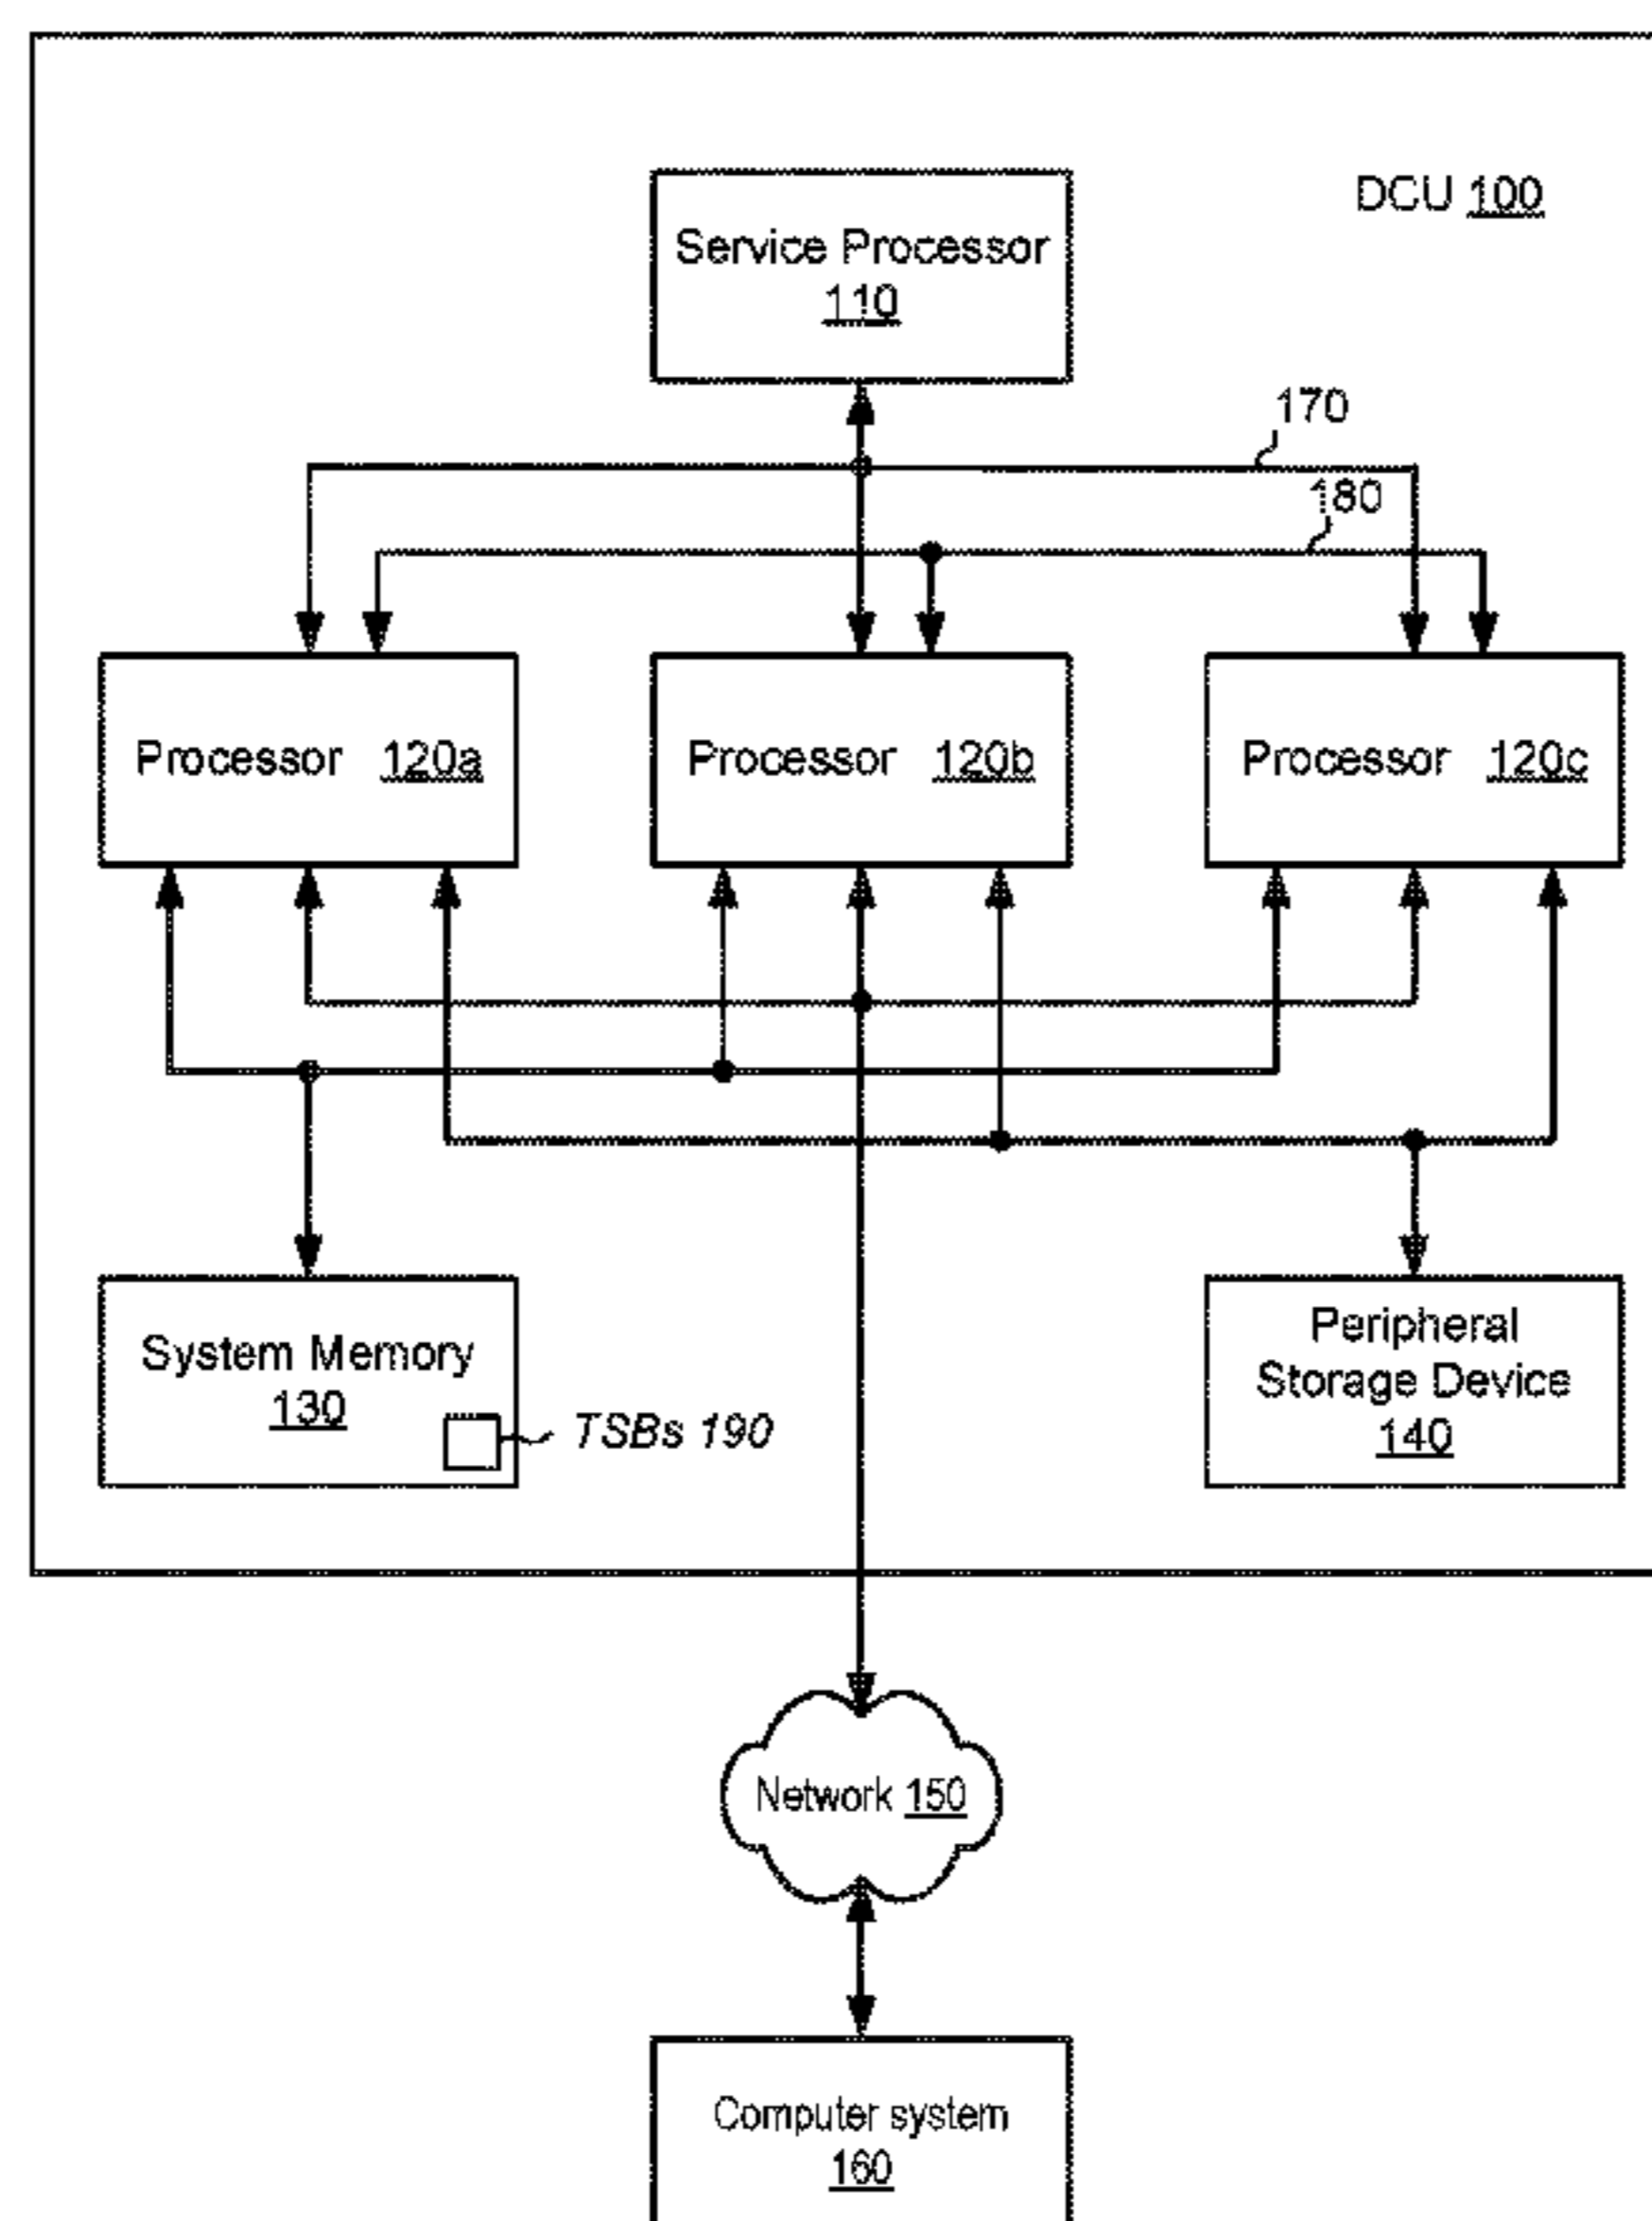 DCU 100
Service Processor
110
170
180
Processor 120a
Processor 120b
Processor 120c
System Memory
130
TSBs 190
Peripheral
Storage Device
140
Network 150
Computer system
160